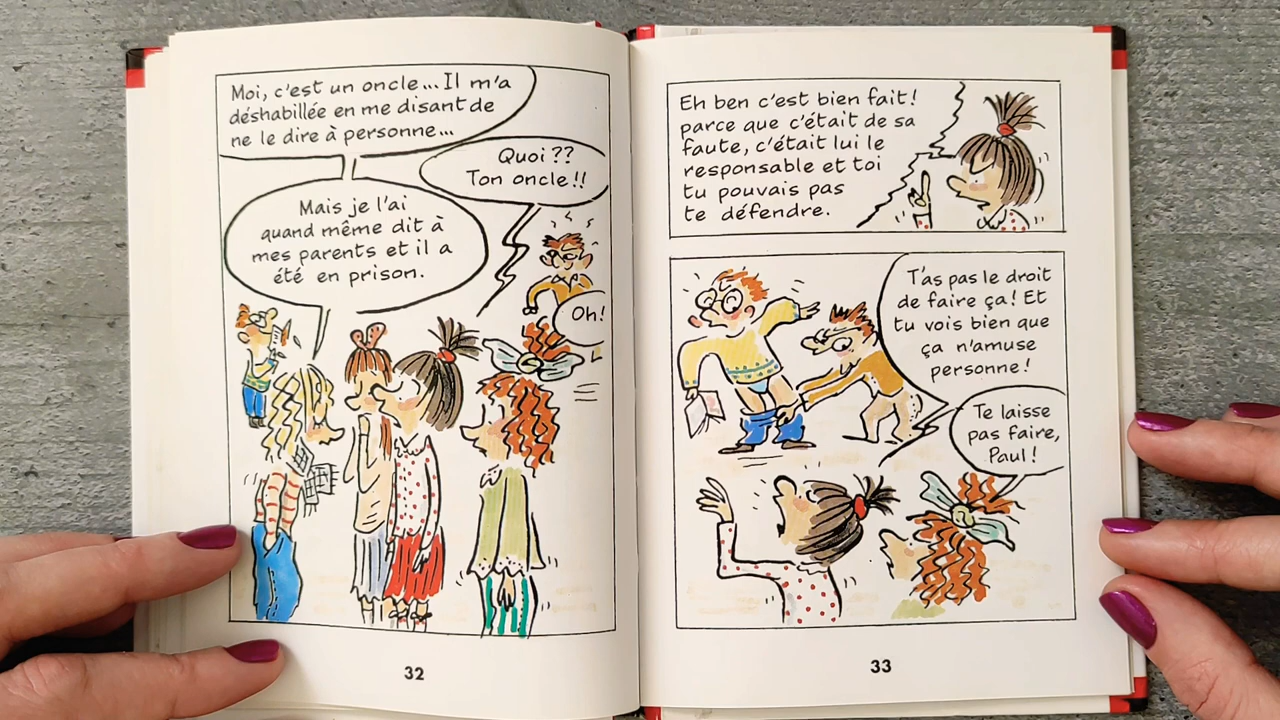 Moi, c'est un oncle... Il m'a
déshabillée en me disant de
ne le dire à personne...
Quoi ??
Ton oncle !!
Mais je l'ai
quand même dit à
mes parents et il a
été en prison.
Oh!
32
Eh ben c'est bien fait!
parce que c'était de sa
faute, c'était lui le
responsable et toi
tu pouvais pas
te défendre.
T'as pas le droit
de faire ça! Et
tu vois bien que
ça n'amuse
personne!
Te laisse
pas faire,
Paul!
33